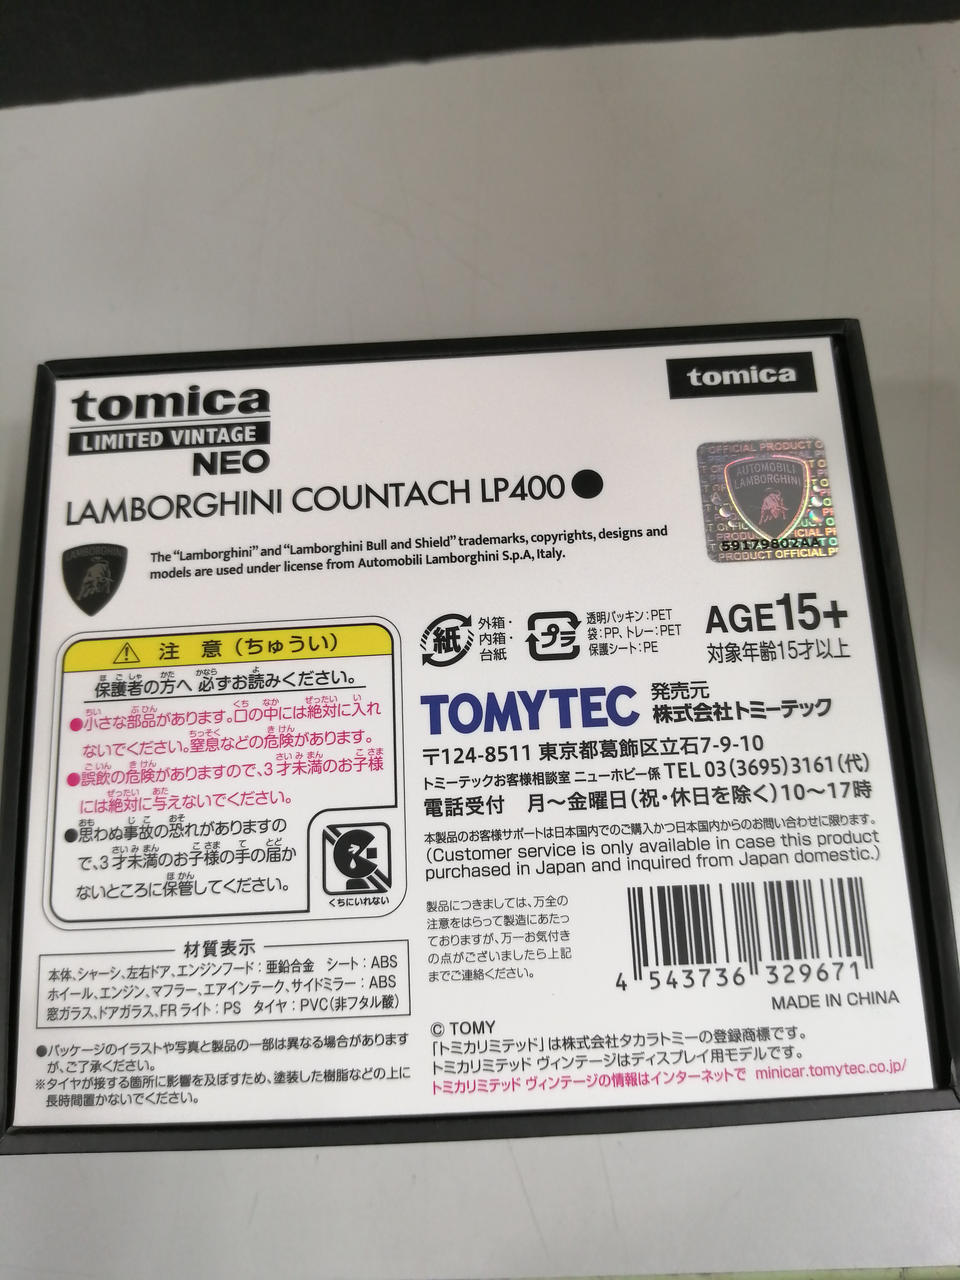 tomica
LIMITED VINTAGE
NEO
tomica
LAMBORGHINI COUNTACH LP400
OFFICIAL PRODUCT
AUTOMOBILI
LAMBORGHINI
PRODUCT OFFICIAL
LAMBORGHINI
The “Lamborghini” and “Lamborghini Bull and Shield” trademarks, copyrights, designs and
models are used under license from Automobili Lamborghini S.p.A, Italy.
注意（ちゅうい）
保護者の方へ 必ずお読みください。
●小さな部品があります。口の中には絶対に入れ
ないでください。窒息などの危険があります。
●誤飲の危険がありますので、3才未満のお子様
には絶対に与えないでください。
●思わぬ事故の恐れがありますの
で、3才未満のお子様の手の届か
ないところに保管してください。
くちにいれない
材質表示
本体、シャーシ、左右ドア、エンジンフード：亜鉛合金 シート：ABS
ホイール、エンジン、マフラー、エアインテーク、サイドミラー：ABS
窓ガラス、ドアガラス、FRライト：PS タイヤ：PVC（非フタル酸）
●パッケージのイラストや写真と製品の一部は異なる場合があります
が、ご了承ください。
※タイヤが接する箇所に影響を及ぼすため、塗装した樹脂などの上に
長時間置かないでください。
紙
外箱・
内箱・
台紙
プラ
透明パッキン：PET
袋：PP、トレー：PET
保護シート：PE
AGE15+
対象年齢15才以上
TOMYTEC
発売元
株式会社トミーテック
〒124-8511 東京都葛飾区立石7-9-10
トミーテックお客様相談室 ニューホビー係 TEL 03(3695)3161(代)
電話受付 月〜金曜日(祝・休日を除く)10〜17時
本製品のお客様サポートは日本国内でのご購入かつ日本国内からのお問い合わせに限ります。
(Customer service is only available in case this product
purchased in Japan and inquired from Japan domestic.)
製品につきましては、万全の
注意をはらって製造にあたっ
ておりますが、万一お気付き
の点がございましたら上記
までご連絡ください。
4 543736 329671
MADE IN CHINA
© TOMY
「トミカリミテッド」は株式会社タカラトミーの登録商標です。
トミカリミテッド ヴィンテージはディスプレイ用モデルです。
トミカリミテッド ヴィンテージの情報はインターネットで minicar.tomytec.co.jp/